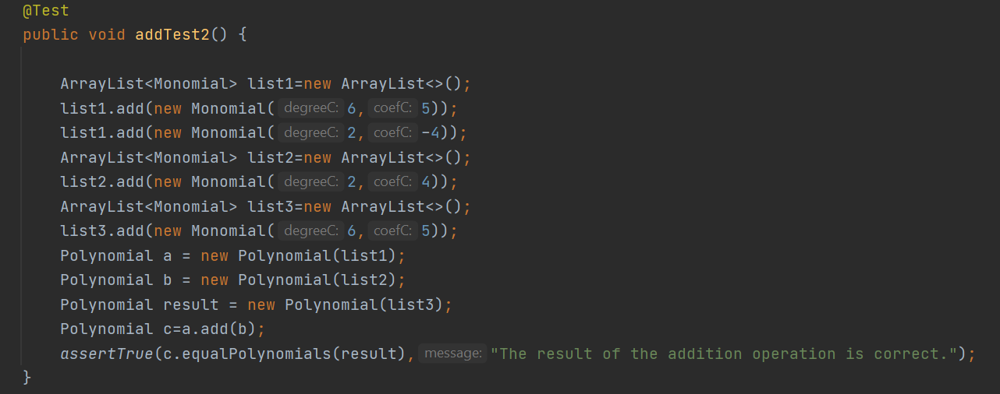 @Test
public void addTest2() {
ArrayList<Monomial> list1=new ArrayList<>();
list1.add(new Monomial( degreeC: 6, coefC: 5));
list1.add(new Monomial( degreeC: 2, coefC: -4));
ArrayList<Monomial> list2=new ArrayList<>();
list2.add(new Monomial( degreeC: 2, coefC: 4));
ArrayList<Monomial> list3=new ArrayList<>();
list3.add(new Monomial( degreeC: 6, coefC: 5));
Polynomial a = new Polynomial(list1);
Polynomial b = new Polynomial(list2);
Polynomial result = new Polynomial(list3);
Polynomial c=a.add(b);
assertTrue(c.equalPolynomials(result), message: "The result of the addition operation is correct.");
}